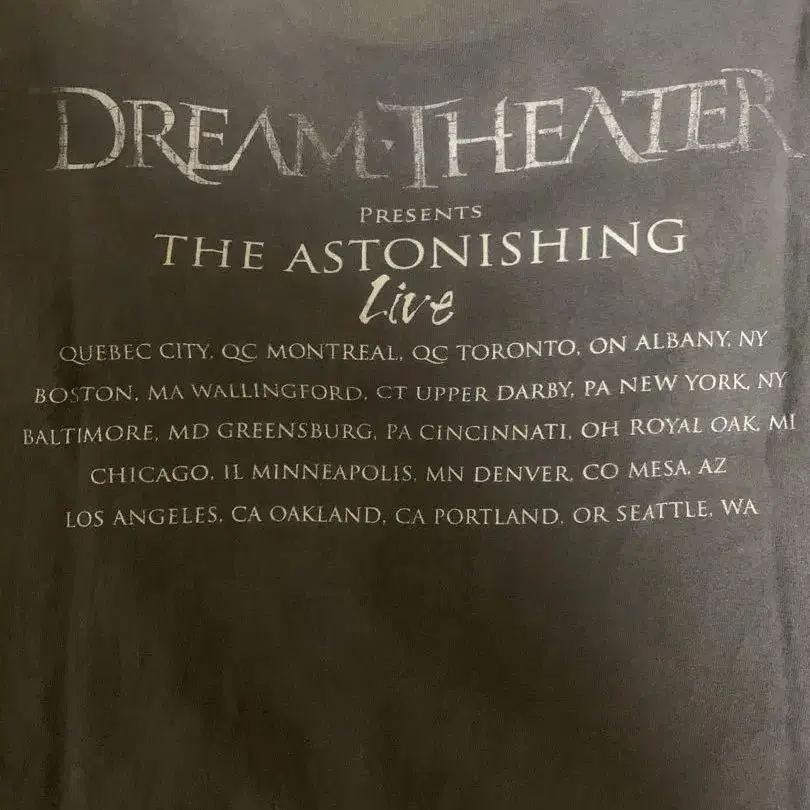 DREAM·THEATER
PRESENTS
THE ASTONISHING
Live
QUEBEC CITY, QC MONTREAL, QC TORONTO, ON ALBANY, NY
BOSTON, MA WALLINGFORD, CT UPPER DARBY, PA NEW YORK, NY
BALTIMORE, MD GREENSBURG, PA CINCINNATI, OH ROYAL OAK, MI
CHICAGO, IL MINNEAPOLIS, MN DENVER, CO MESA, AZ
LOS ANGELES, CA OAKLAND, CA PORTLAND, OR SEATTLE, WA